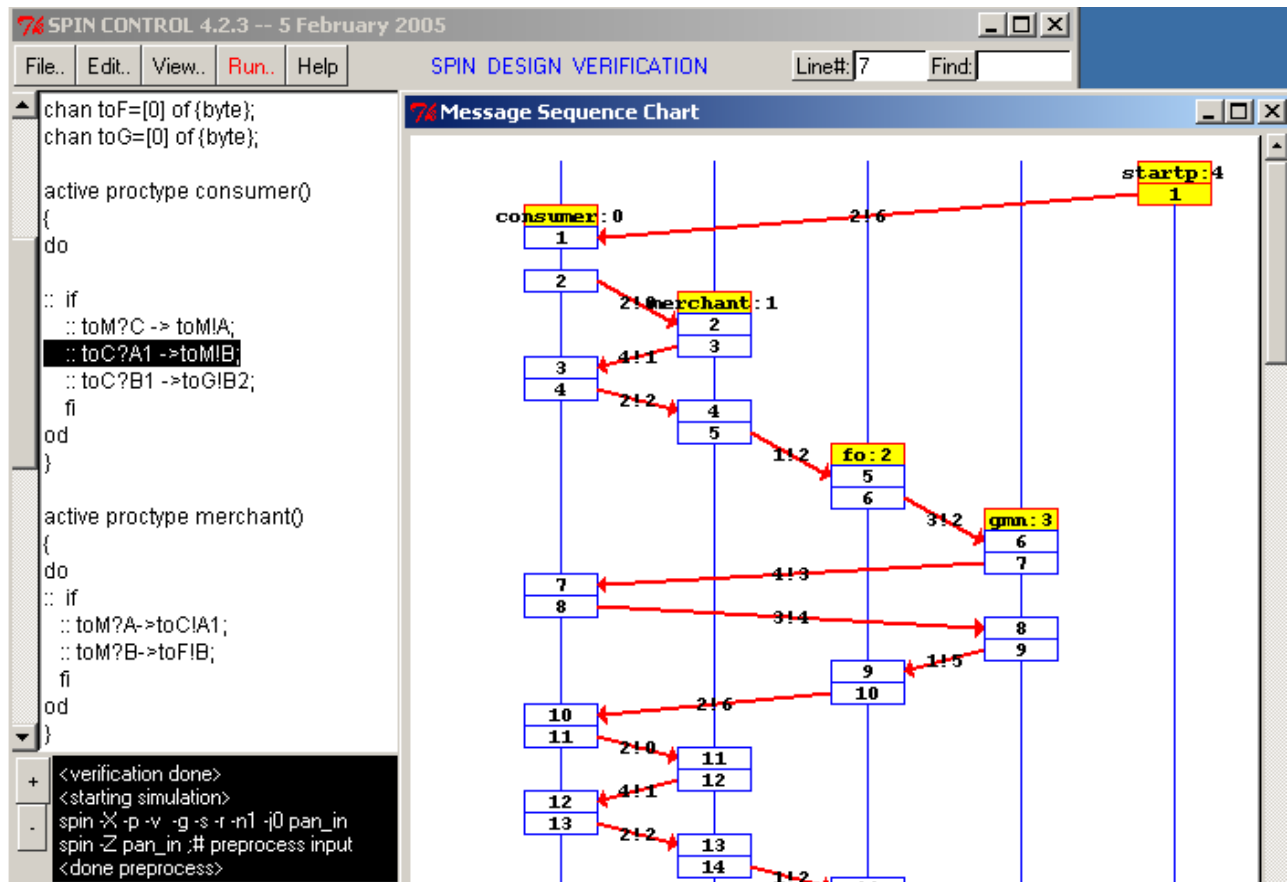 SPIN CONTROL 4.2.3 -- 5 February 2005
File.. Edit.. View.. Run.. Help SPIN DESIGN VERIFICATION Line#: 7 Find:
chan toF=[0] of {byte};
chan toG=[0] of {byte};
active proctype consumer()
{
do
:: if
:: toM?C -> toM!A;
:: toC?A1 ->toM!B;
:: toC?B1 ->toG!B2;
fi
od
}
active proctype merchant()
{
do
:: if
:: toM?A->toC!A1;
:: toM?B->toF!B;
fi
od
}
+
-
<verification done>
<starting simulation>
spin -X -p -v -g -s -r -n1 -j0 pan_in
spin -Z pan_in ;# preprocess input
<done preprocess>
Message Sequence Chart
startp:4
1
2!6
consumer:0
1
2
2!0
merchant:1
2
3
4!1
3
4
2!2
4
5
1!2
fo:2
5
6
3!2
gmn:3
6
7
4!3
7
8
3!4
8
9
1!5
9
10
2!6
10
11
2!0
11
12
4!1
12
13
2!2
13
14
1!2